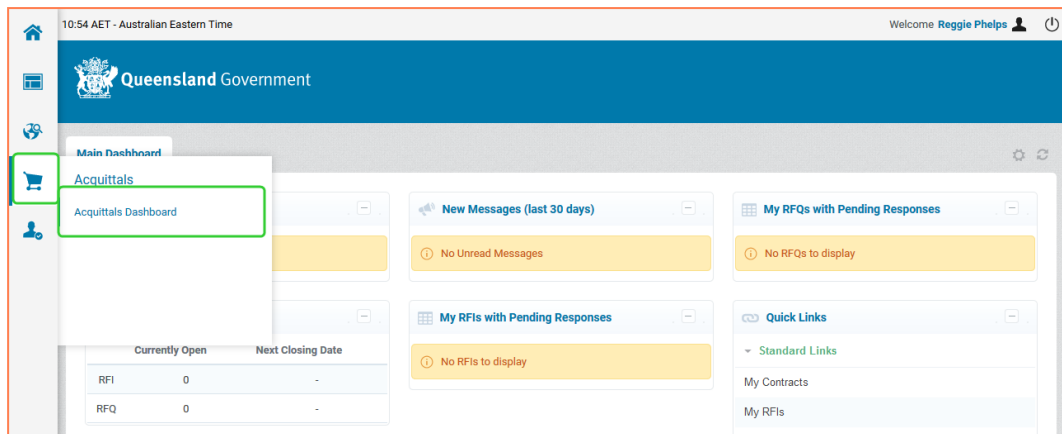 10:54 AET - Australian Eastern Time
Welcome Reggie Phelps
Queensland Government
Main Dashboard
Acquittals
Acquittals Dashboard
New Messages (last 30 days)
No Unread Messages
My RFQs with Pending Responses
No RFQs to display
Currently Open Next Closing Date
RFI 0 -
RFQ 0 -
My RFIs with Pending Responses
No RFIs to display
Quick Links
Standard Links
My Contracts
My RFIs